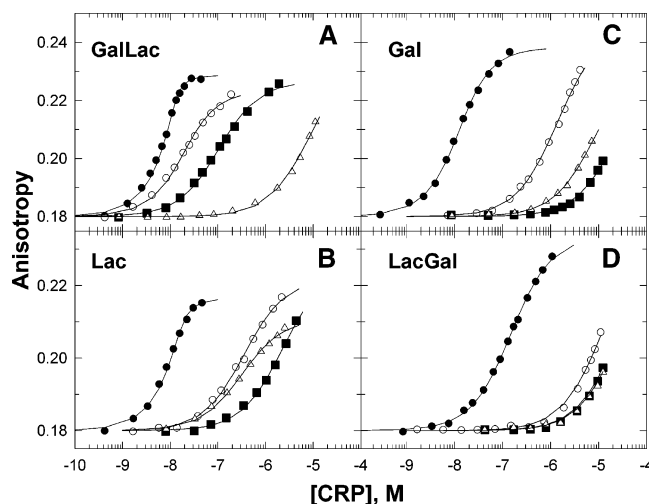 0.24
GalLac
A
Gal
C
0.22
0.20
0.18
Anisotropy
Lac
B
LacGal
D
0.22
0.20
0.18
-10 -9 -8 -7 -6 -5 -4 -9 -8 -7 -6 -5 -4
[CRP], M